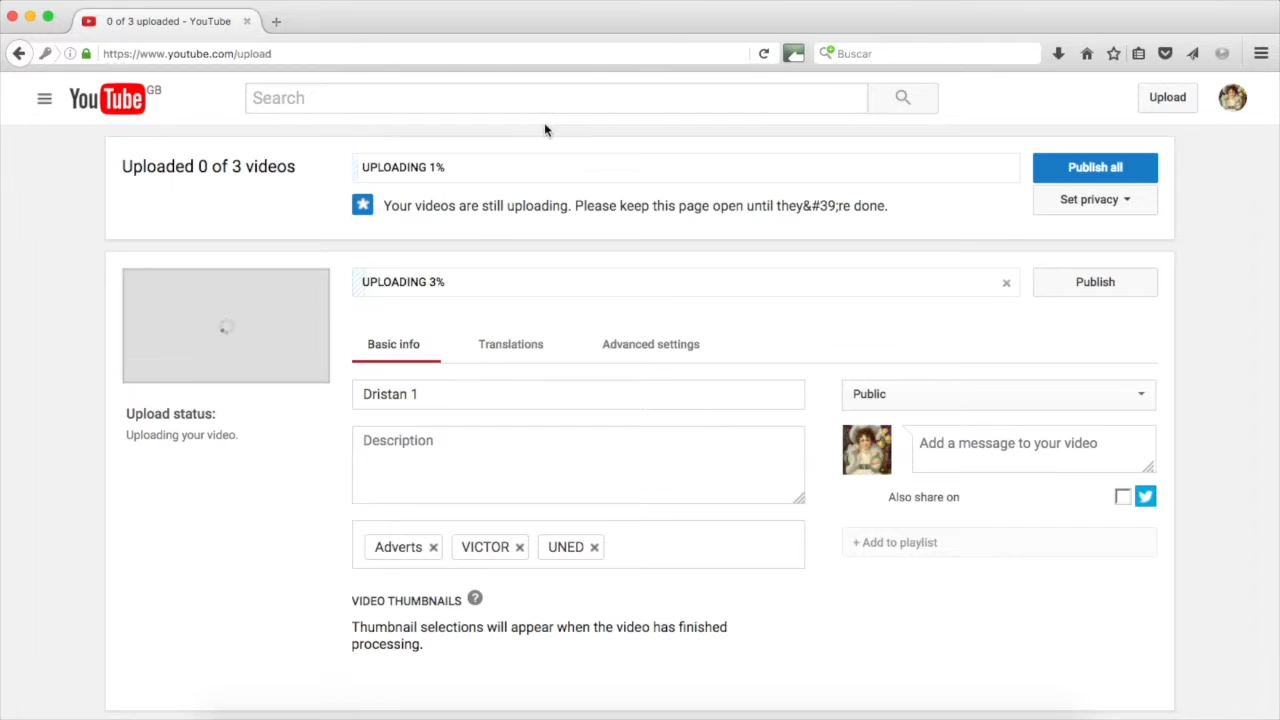 0 of 3 uploaded - YouTube
https://www.youtube.com/upload
Buscar
YouTube GB
Search
Upload
Uploaded 0 of 3 videos
UPLOADING 1%
Publish all
Your videos are still uploading. Please keep this page open until they&#39;re done.
Set privacy
UPLOADING 3%
Publish
Basic info
Translations
Advanced settings
Dristan 1
Public
Upload status:
Uploading your video.
Description
Add a message to your video
Also share on
Adverts
VICTOR
UNED
+ Add to playlist
VIDEO THUMBNAILS ?
Thumbnail selections will appear when the video has finished
processing.